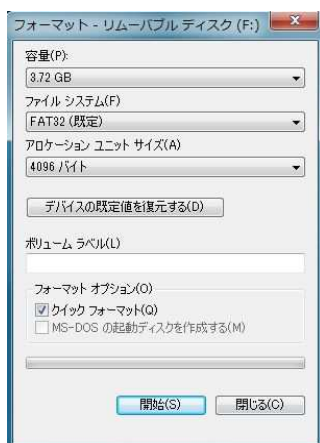 フォーマット - リムーバブル ディスク (F:)
容量(P):
3.72 GB
ファイル システム(F)
FAT32 (既定)
アロケーション ユニット サイズ(A)
4096 バイト
デバイスの既定値を復元する(D)
ボリューム ラベル(L)
フォーマット オプション(O)
クイック フォーマット(Q)
MS-DOS の起動ディスクを作成する(M)
開始(S)
閉じる(C)